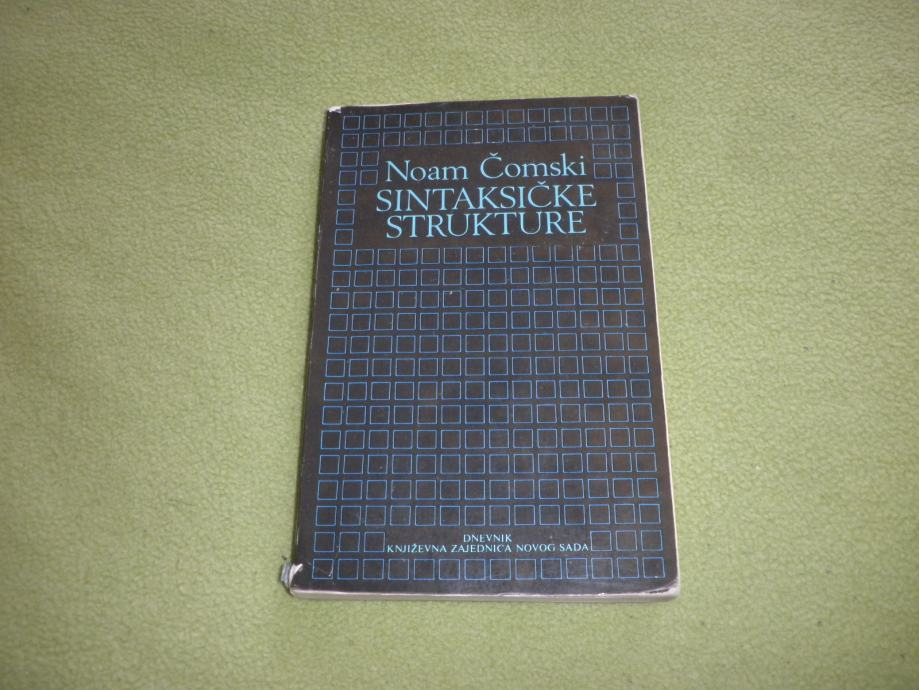 Noam Čomski
SINTAKSIČKE
STRUKTURE
DNEVNIK
KNJIŽEVNA ZAJEDNICA NOVOG SADA